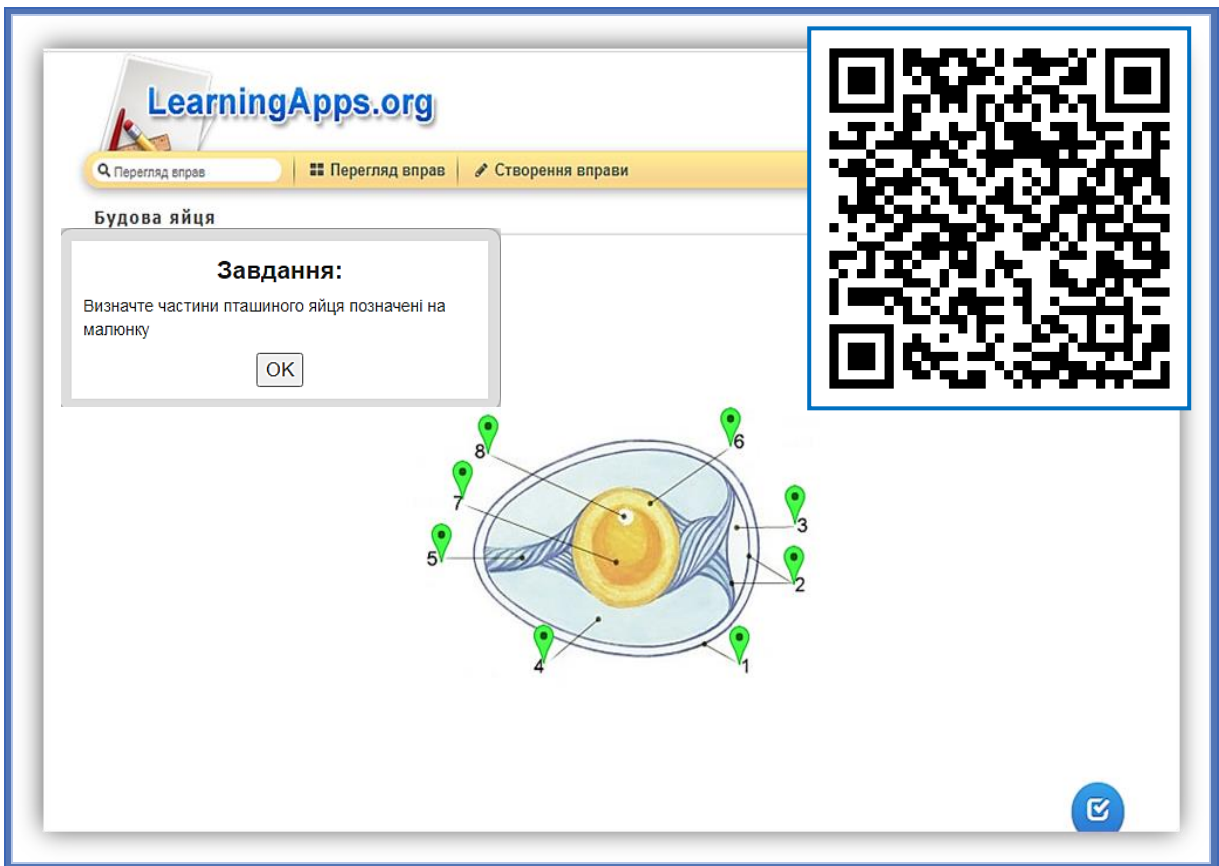 LearningApps.org
Перегляд вправ
Перегляд вправ
Створення вправи
Будова яйця
Завдання:
Визначте частини пташиного яйця позначені на
малюнку
OK
8
6
7
3
5
2
4
1